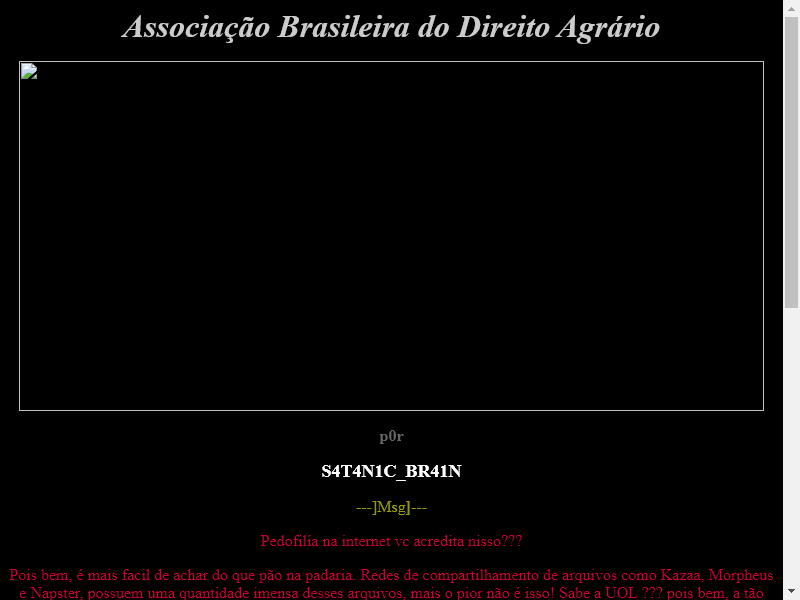 Associação Brasileira do Direito Agrário
p0r
S4T4N1C_BR41N
---]Msg]---
Pedofilia na internet vc acredita nisso???
Pois bem, é mais facil de achar do que pão na padaria. Redes de compartilhamento de arquivos como Kazaa, Morpheus
e Napster, possuem uma quantidade imensa desses arquivos, mais o pior não é isso! Sabe a UOL ??? pois bem, a tão